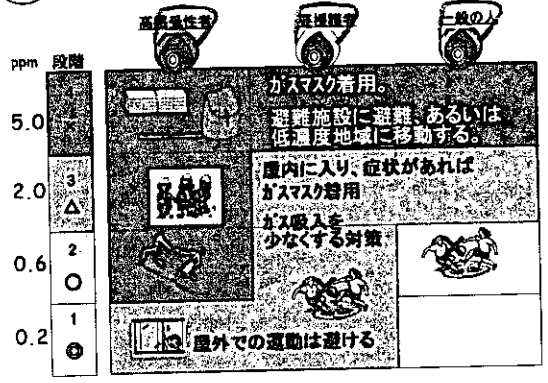 高感受性者 要援護者 一般の人
ppm 段階
ガスマスク着用。
避難施設に避難、あるいは
低濃度地域に移動する。
5.0
屋内に入り、症状があれば
ガスマスク着用
2.0 3 △
ガス吸入を
少なくする対策
0.6 2 ○
0.2 1 ◎
屋外での運動は避ける